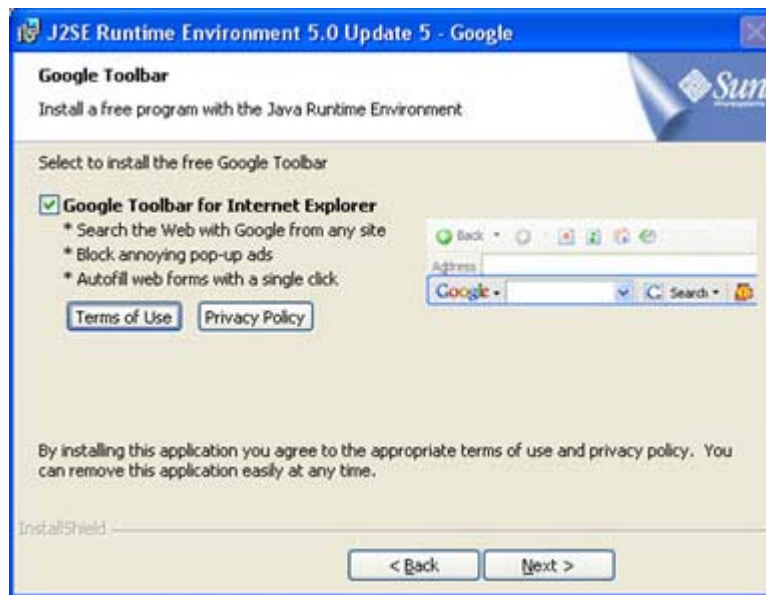 J2SE Runtime Environment 5.0 Update 5 - Google
Google Toolbar
Install a free program with the Java Runtime Environment
Sun
Select to install the free Google Toolbar
Google Toolbar for Internet Explorer
* Search the Web with Google from any site
* Block annoying pop-up ads
* Autofill web forms with a single click
Back
Address
Google
Search
Terms of Use Privacy Policy
By installing this application you agree to the appropriate terms of use and privacy policy. You
can remove this application easily at any time.
InstallShield
< Back Next >